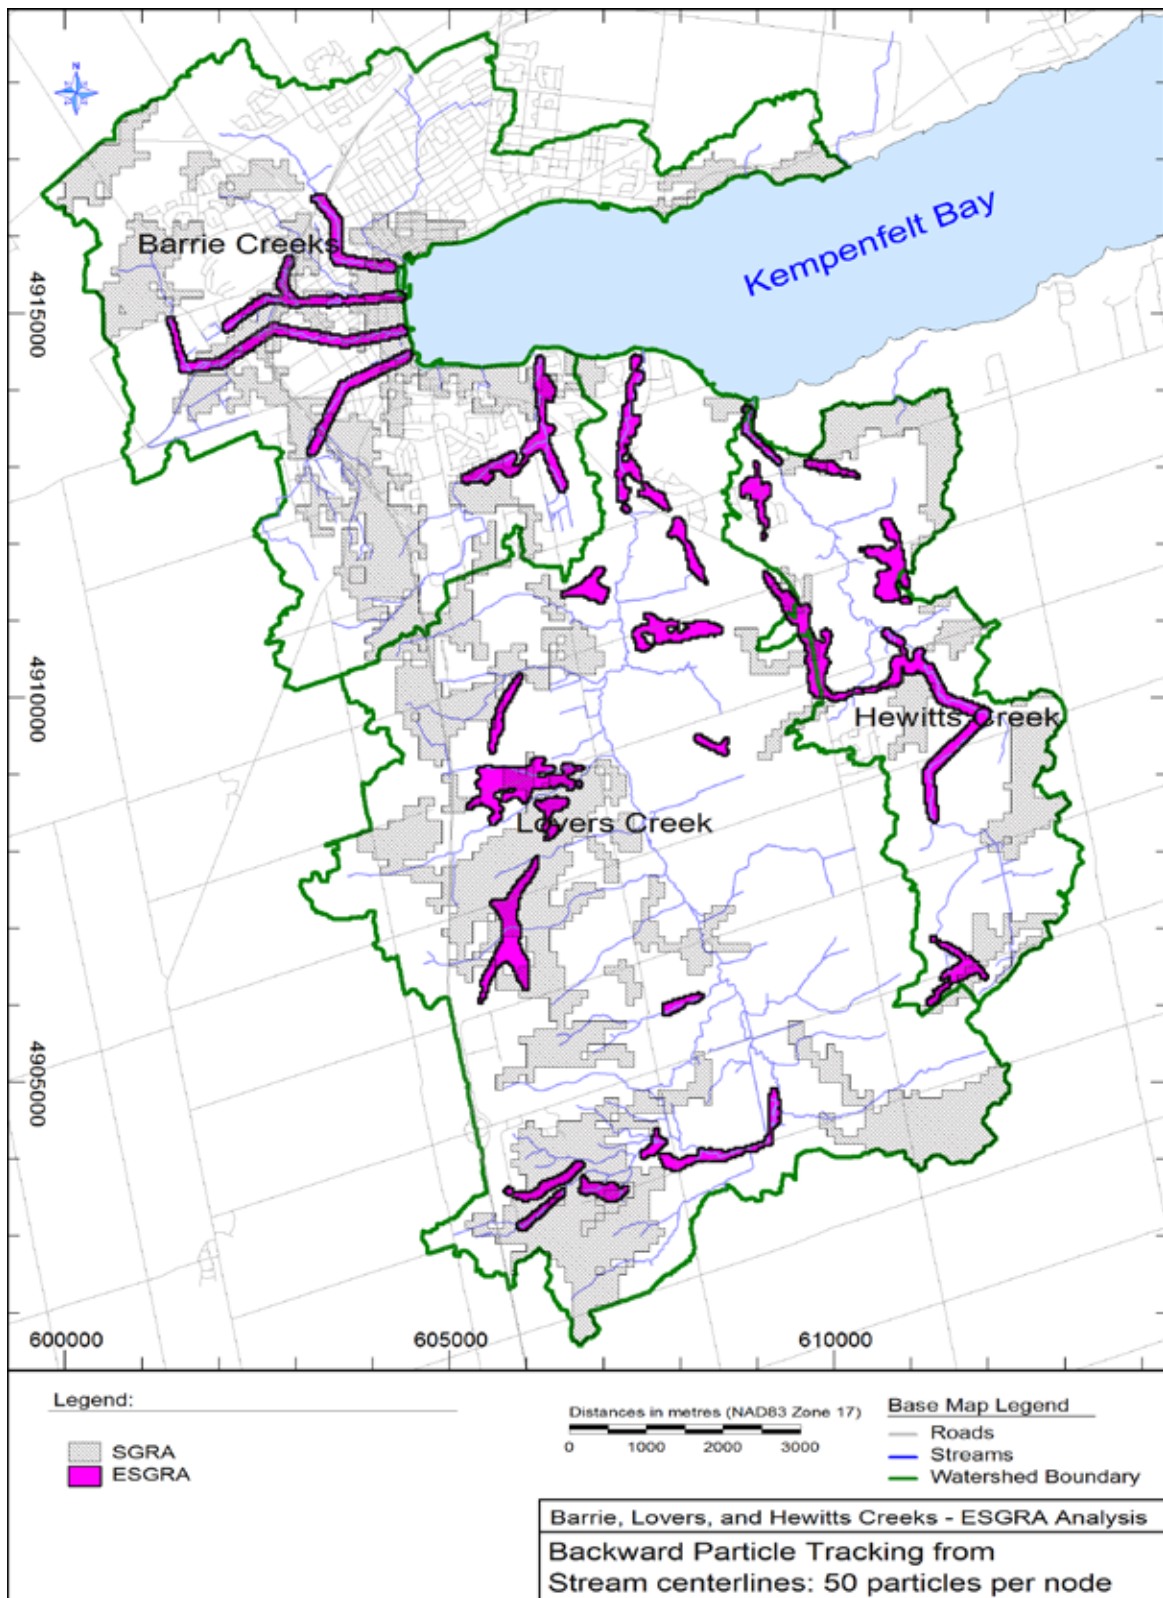 N
Barrie Creeks
Kempenfelt Bay
4915000
4910000
Hewitts Creek
Lovers Creek
4905000
600000
605000
610000
Legend:
SGRA
ESGRA
Distances in metres (NAD83 Zone 17)
0 1000 2000 3000
Base Map Legend
Roads
Streams
Watershed Boundary
Barrie, Lovers, and Hewitts Creeks - ESGRA Analysis
Backward Particle Tracking from
Stream centerlines: 50 particles per node